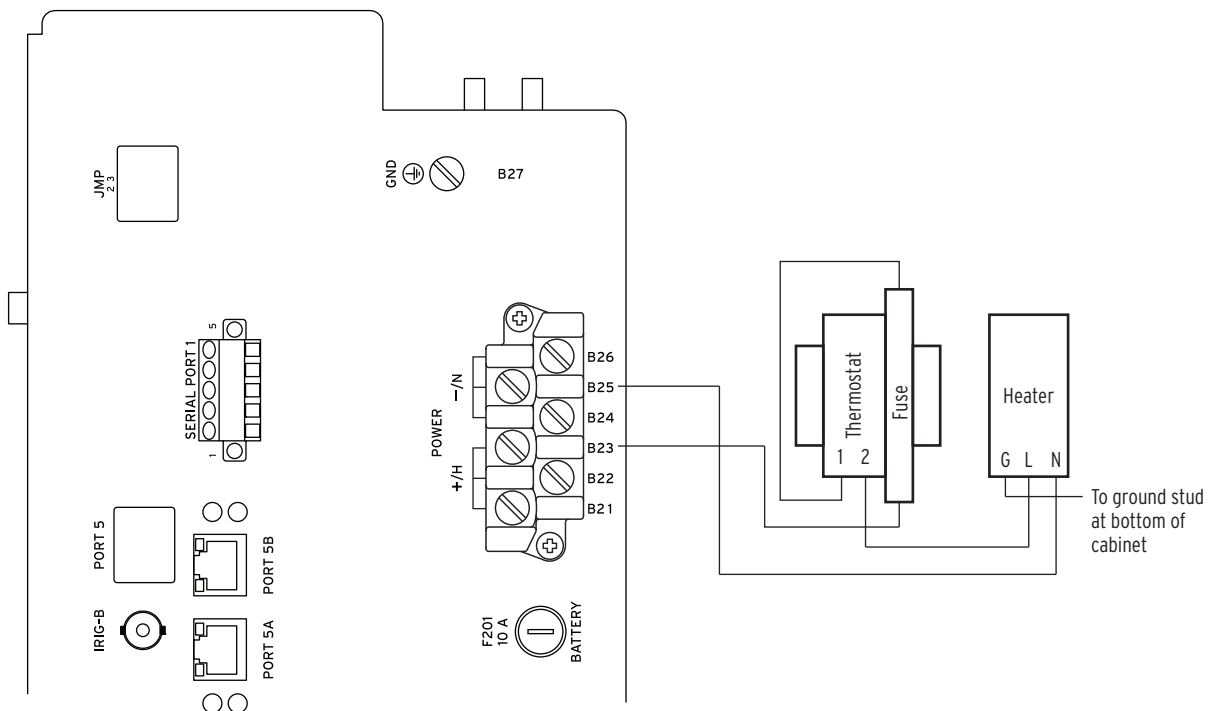 JMP
2 3
GND
B27
SERIAL PORT 1
5
1
POWER
−/N
+/H
B26
B25
B24
B23
B22
B21
PORT 5
PORT 5B
IRIG-B
PORT 5A
F201
10 A
BATTERY
Thermostat
1 2
Fuse
Heater
G L N
To ground stud
at bottom of
cabinet